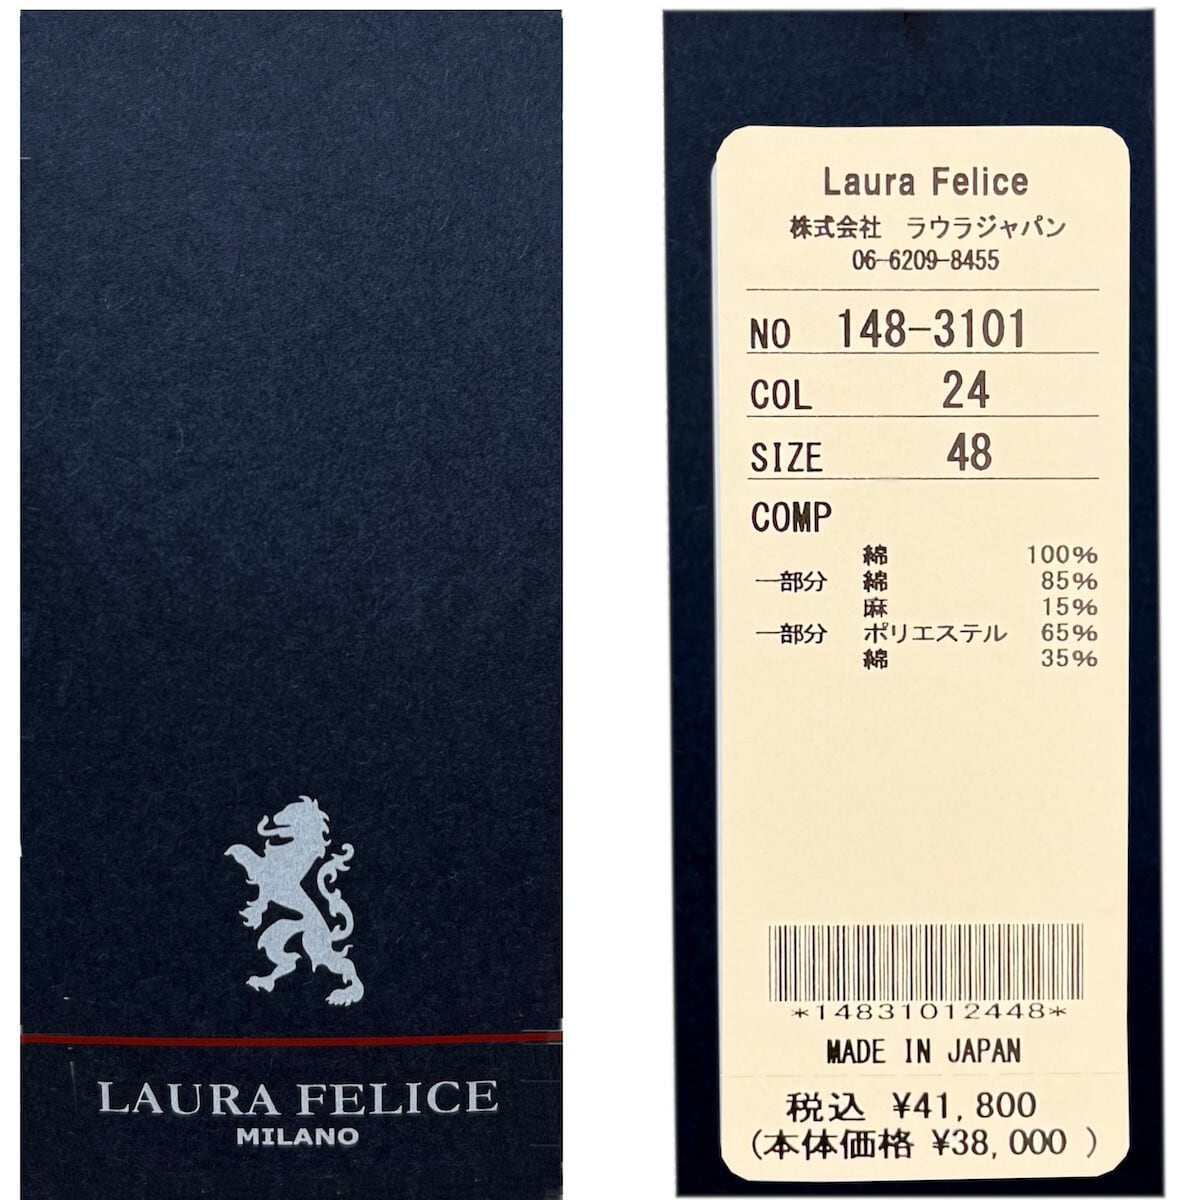 LAURA FELICE
MILANO
Laura Felice
株式会社 ラウラジャパン
06-6209-8455
NO 148-3101
COL 24
SIZE 48
COMP
綿 100%
一部分 綿 85%
麻 15%
一部分 ポリエステル 65%
綿 35%
*14831012448*
MADE IN JAPAN
税込 ¥41,800
(本体価格 ¥38,000 )